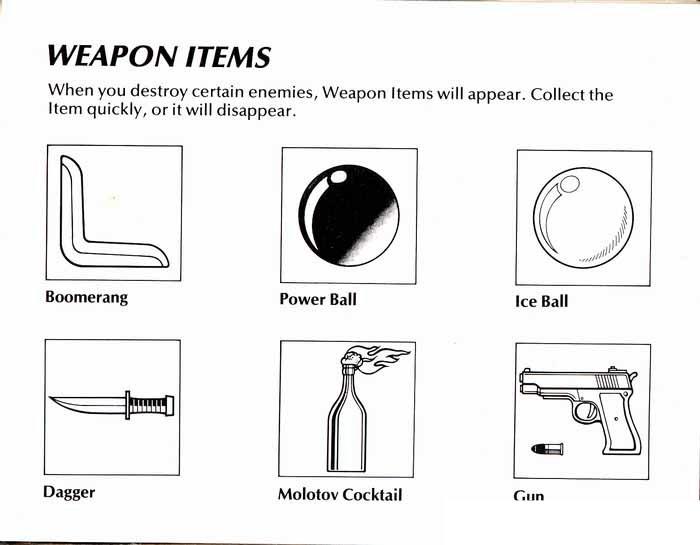 WEAPON ITEMS
When you destroy certain enemies, Weapon Items will appear. Collect the
Item quickly, or it will disappear.
Boomerang
Power Ball
Ice Ball
Dagger
Molotov Cocktail
Gun